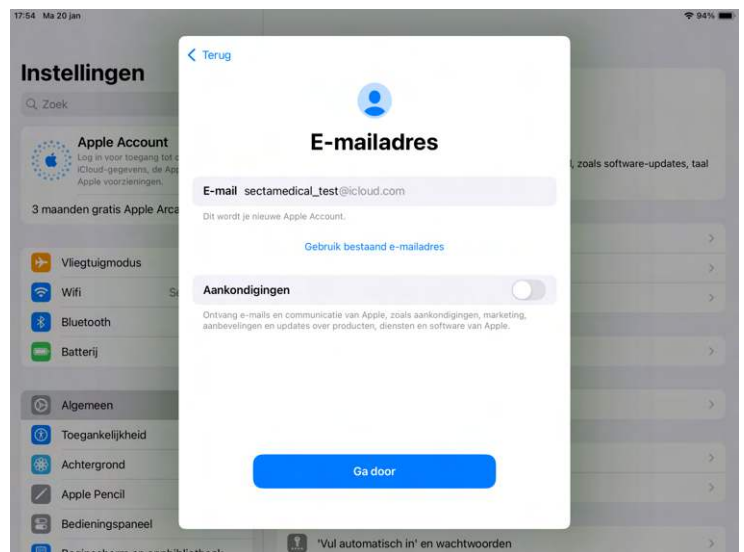 17:54 Ma 20 jan
94%
Instellingen
Zoek
Apple Account
Log in voor toegang tot
iCloud-gegevens, de
Apple voorzieningen.
3 maanden gratis Apple
Vliegtuigmodus
Wifi
Bluetooth
Batterij
Algemeen
Toegankelijkheid
Achtergrond
Apple Pencil
Bedieningspaneel
Terug
E-mailadres
E-mail sectamedical_test@icloud.com
Dit wordt je nieuwe Apple Account.
Gebruik bestaand e-mailadres
Aankondigingen
Ontvang e-mails en communicatie van Apple, zoals aankondigingen, marketing,
aanbevelingen en updates over producten, diensten en software van Apple.
Ga door
, zoals software-updates, taal
'Vul automatisch in' en wachtwoorden